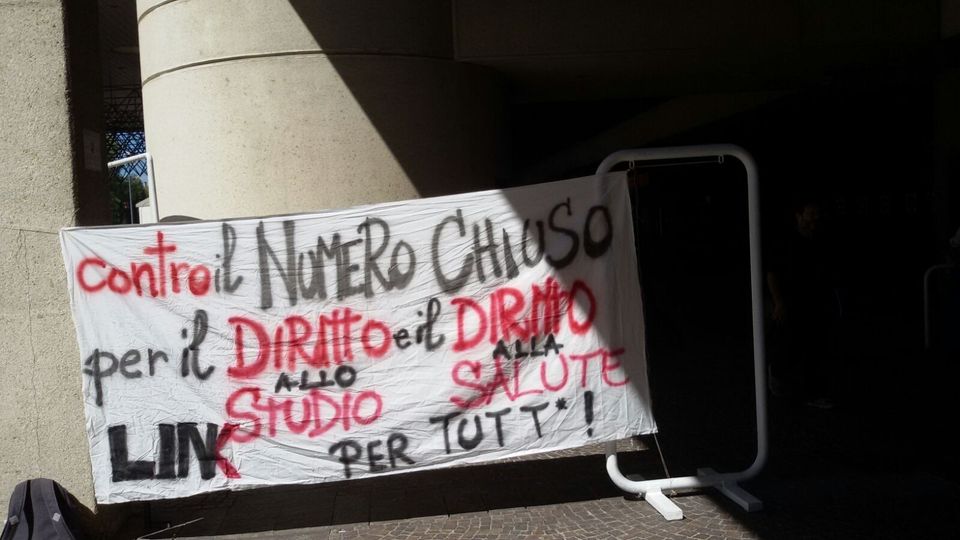 contro il NUMERO CHIUSO
per il DIRITTO e il DIRITTO
ALLO ALLA
STUDIO SALUTE
LINK PER TUTT*!